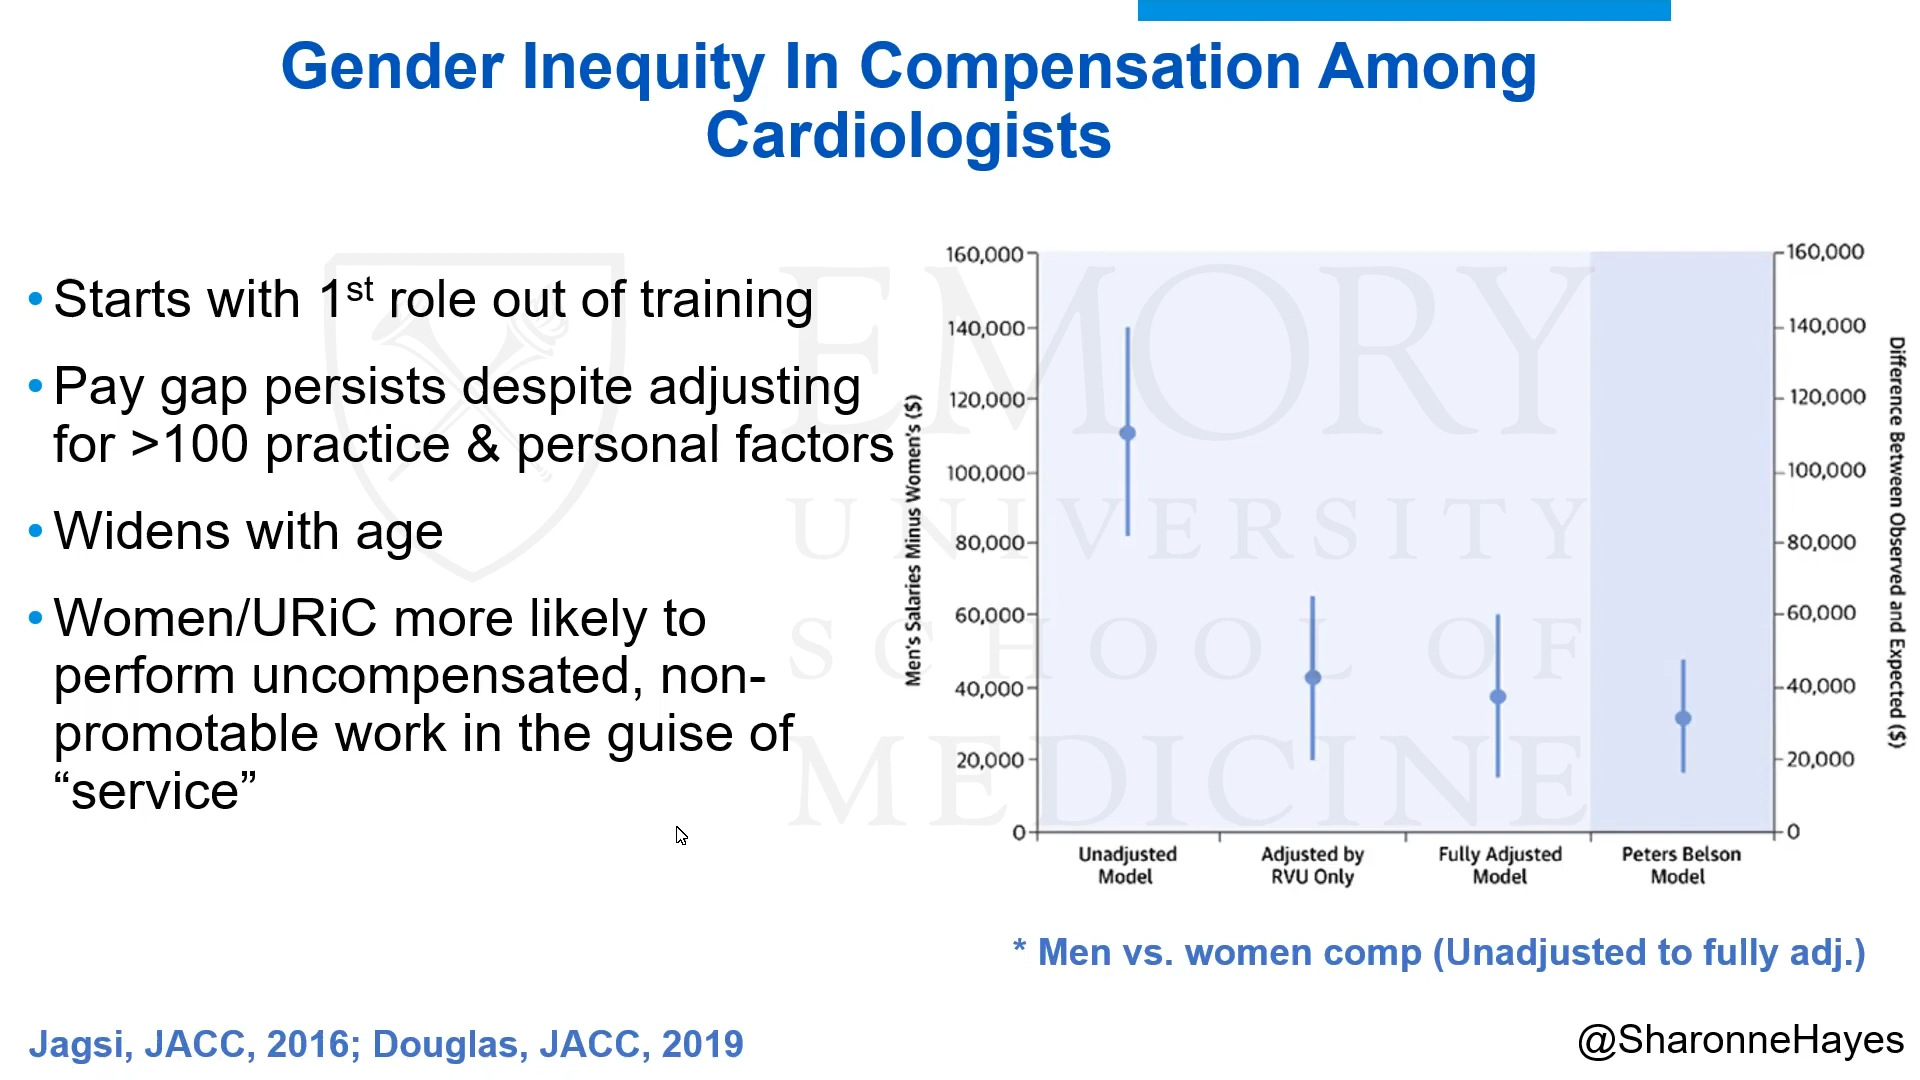 Gender Inequity In Compensation Among
Cardiologists
• Starts with 1st role out of training
• Pay gap persists despite adjusting
for >100 practice & personal factors
• Widens with age
• Women/URiC more likely to
perform uncompensated, non-
promotable work in the guise of
“service”
EMORY
UNIVERSITY
SCHOOL OF
MEDICINE
Men's Salaries Minus Women's ($)
160,000
140,000
120,000
100,000
80,000
60,000
40,000
20,000
0
160,000
140,000
120,000
100,000
80,000
60,000
40,000
20,000
0
Difference Between Observed and Expected ($)
Unadjusted
Model
Adjusted by
RVU Only
Fully Adjusted
Model
Peters Belson
Model
* Men vs. women comp (Unadjusted to fully adj.)
Jagsi, JACC, 2016; Douglas, JACC, 2019
@SharonneHayes